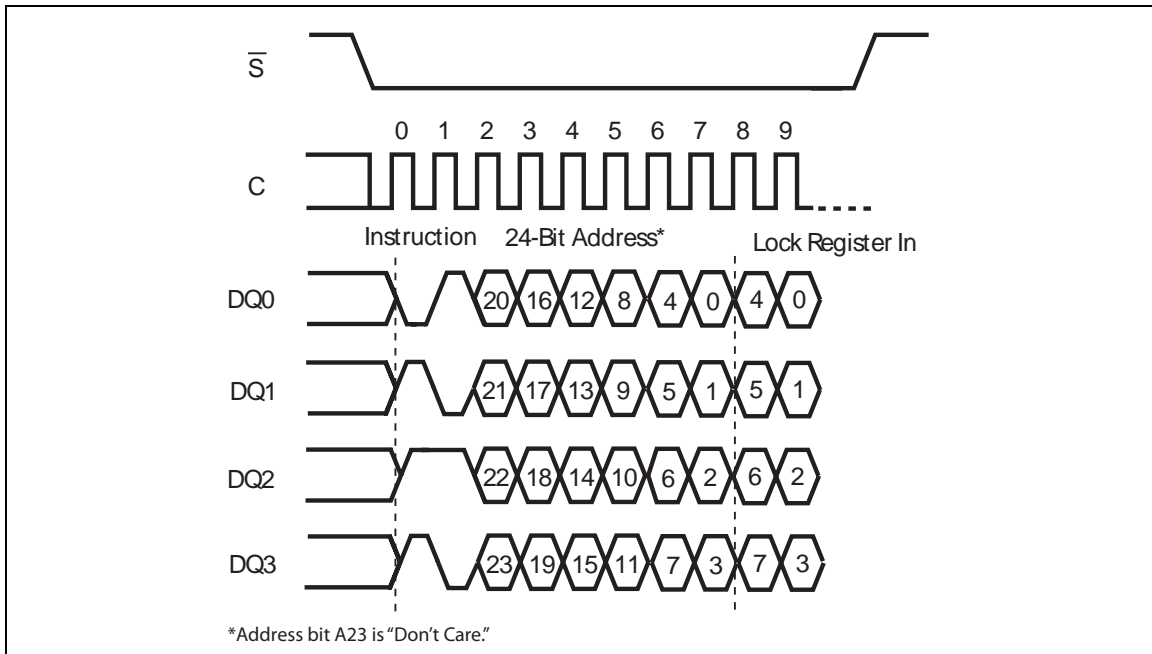 S
0 1 2 3 4 5 6 7 8 9
C
Instruction 24-Bit Address* Lock Register In
DQ0 20 16 12 8 4 0 4 0
DQ1 21 17 13 9 5 1 5 1
DQ2 22 18 14 10 6 2 6 2
DQ3 23 19 15 11 7 3 7 3
*Address bit A23 is “Don’t Care.”